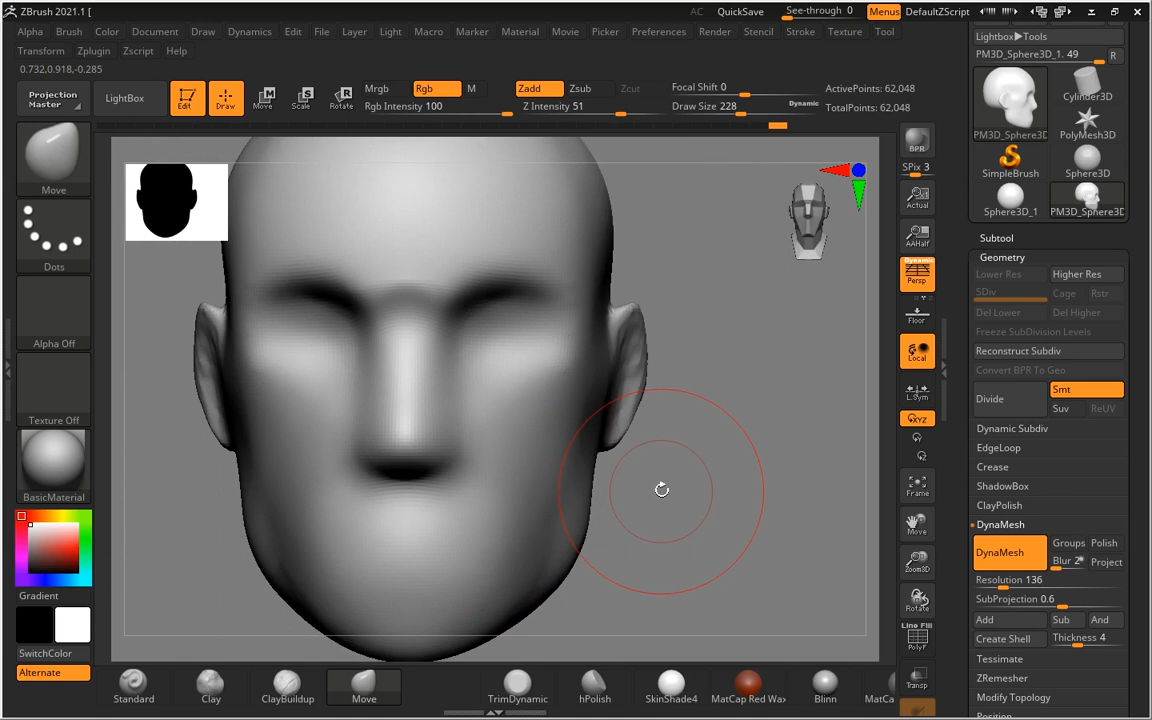 ZBrush 2021.1 [
AC
QuickSave
See-through 0
Menus
DefaultZScript
Alpha Brush Color Document Draw Dynamics Edit File Layer Light Macro Marker Material Movie Picker Preferences Render Stencil Stroke Texture Tool
Transform Zplugin Zscript Help
0.732,0.918,-0.285
Projection
Master
LightBox
Edit
Draw
Move
Scale
Rotate
Mrgb
Rgb
M
Rgb Intensity 100
Zadd
Zsub
Zcut
Z Intensity 51
Focal Shift 0
Draw Size 228
Dynamic
ActivePoints: 62,048
TotalPoints: 62,048
Move
Dots
Alpha Off
Texture Off
BasicMaterial
Gradient
SwitchColor
Alternate
BPR
SPix 3
Actual
AAHalf
Dynamic
Persp
Floor
Local
L.Sym
XYZ
Frame
Move
Zoom3D
Rotate
Line Fill
PolyF
Transp
Standard
Clay
ClayBuildup
Move
TrimDynamic
hPolish
SkinShade4
MatCap Red Wax
Blinn
MatCa
Lightbox▶Tools
PM3D_Sphere3D_1. 49
R
PM3D_Sphere3D
Cylinder3D
PolyMesh3D
SimpleBrush
Sphere3D
Sphere3D_1
PM3D_Sphere3D
Subtool
Geometry
Lower Res
Higher Res
SDiv
Cage
Rstr
Del Lower
Del Higher
Freeze SubDivision Levels
Reconstruct Subdiv
Convert BPR To Geo
Divide
Smt
Suv
ReUV
Dynamic Subdiv
EdgeLoop
Crease
ShadowBox
ClayPolish
DynaMesh
DynaMesh
Groups
Polish
Blur 2
Project
Resolution 136
SubProjection 0.6
Add
Sub
And
Create Shell
Thickness 4
Tessimate
ZRemesher
Modify Topology
Position